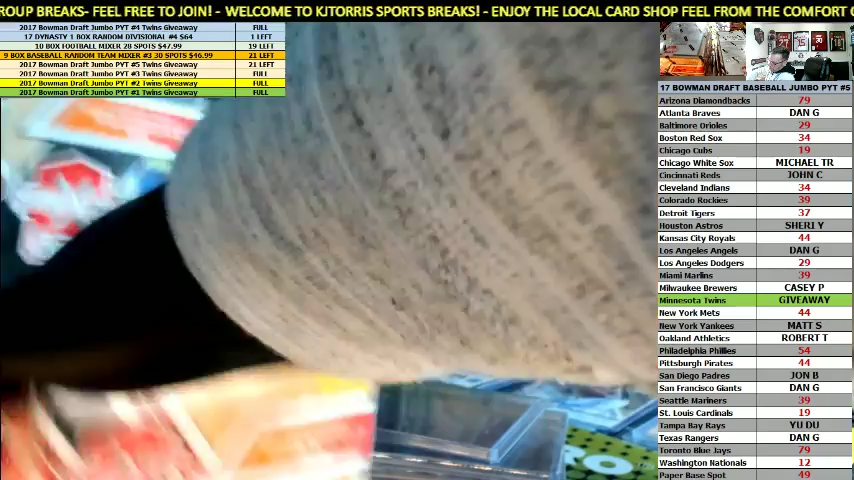 ROUP BREAKS- FEEL FREE TO JOIN! - WELCOME TO KJTORRIS SPORTS BREAKS! - ENJOY THE LOCAL CARD SHOP FEEL FROM THE COMFORT
2017 Bowman Draft Jumbo PYT #4 Twins Giveaway FULL
17 DYNASTY 1 BOX RANDOM DIVISIONAL #4 $64 1 LEFT
10 BOX FOOTBALL MIXER 28 SPOTS $47.99 19 LEFT
9 BOX BASEBALL RANDOM TEAM MIXER #3 30 SPOTS $46.99 21 LEFT
2017 Bowman Draft Jumbo PYT #5 Twins Giveaway 21 LEFT
2017 Bowman Draft Jumbo PYT #3 Twins Giveaway FULL
2017 Bowman Draft Jumbo PYT #2 Twins Giveaway FULL
2017 Bowman Draft Jumbo PYT #1 Twins Giveaway FULL
17 BOWMAN DRAFT BASEBALL JUMBO PYT #5
Arizona Diamondbacks 79
Atlanta Braves DAN G
Baltimore Orioles 29
Boston Red Sox 34
Chicago Cubs 19
Chicago White Sox MICHAEL TR
Cincinnati Reds JOHN C
Cleveland Indians 34
Colorado Rockies 39
Detroit Tigers 37
Houston Astros SHERI Y
Kansas City Royals 44
Los Angeles Angels DAN G
Los Angeles Dodgers 29
Miami Marlins 39
Milwaukee Brewers CASEY P
Minnesota Twins GIVEAWAY
New York Mets 44
New York Yankees MATT S
Oakland Athletics ROBERT T
Philadelphia Phillies 54
Pittsburgh Pirates 44
San Diego Padres JON B
San Francisco Giants DAN G
Seattle Mariners 39
St. Louis Cardinals 19
Tampa Bay Rays YU DU
Texas Rangers DAN G
Toronto Blue Jays 79
Washington Nationals 12
Paper Base Spot 49